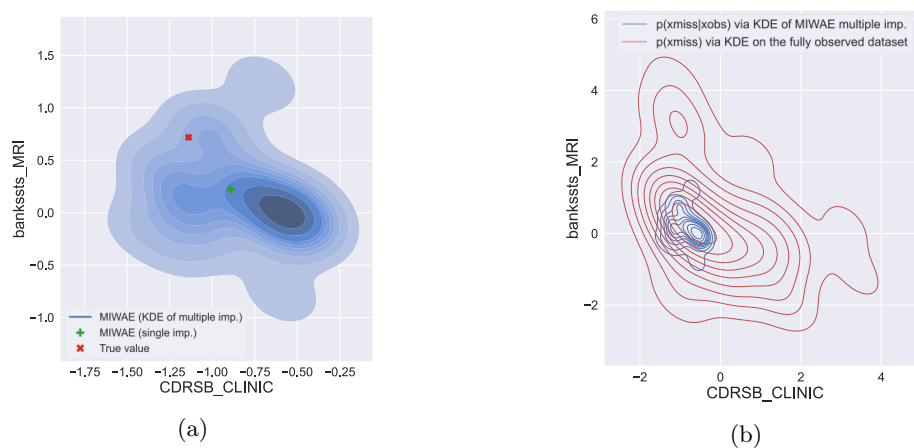 1.5
1.0
0.5
0.0
−0.5
−1.0
bankssts_MRI
MIWAE (KDE of multiple imp.)
MIWAE (single imp.)
True value
−1.75 −1.50 −1.25 −1.00 −0.75 −0.50 −0.25
CDRSB_CLINIC
(a)
p(xmiss|xobs) via KDE of MIWAE multiple imp.
p(xmiss) via KDE on the fully observed dataset
6
4
2
0
−2
bankssts_MRI
−2 0 2 4
CDRSB_CLINIC
(b)